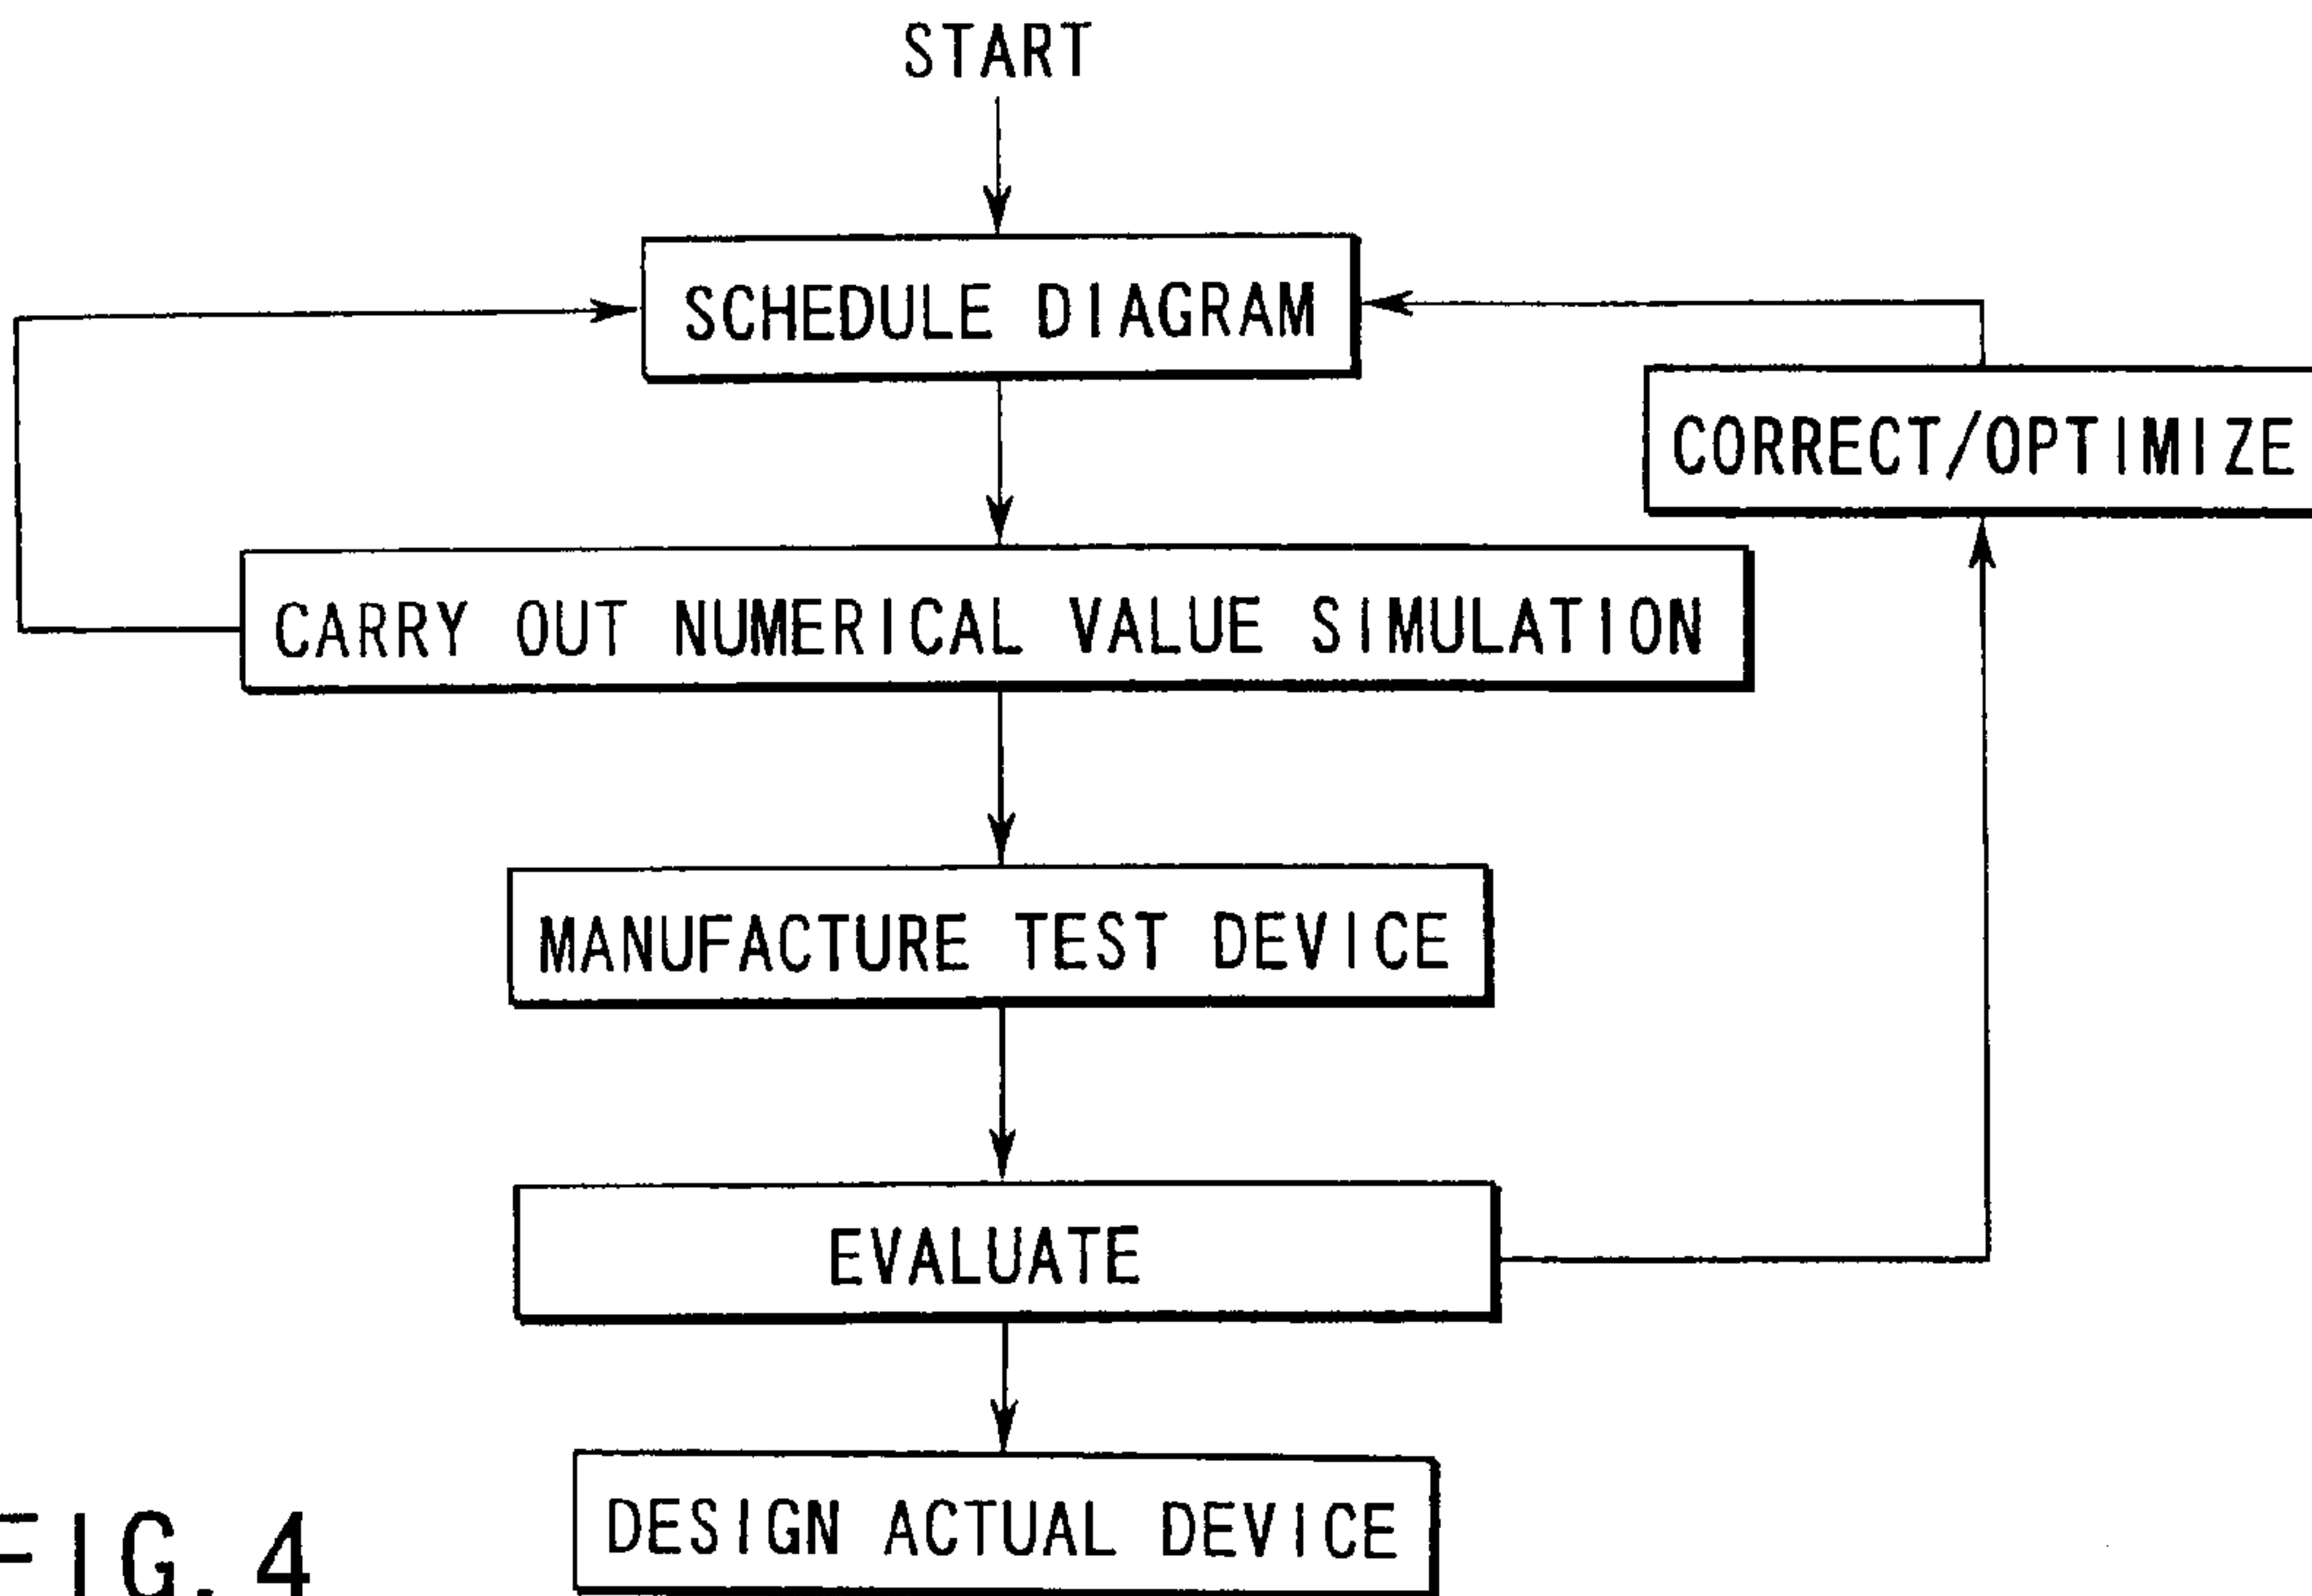 START
SCHEDULE DIAGRAM
CORRECT/OPTIMIZE
CARRY OUT NUMERICAL VALUE SIMULATION
MANUFACTURE TEST DEVICE
EVALUATE
DESIGN ACTUAL DEVICE
FIG. 4